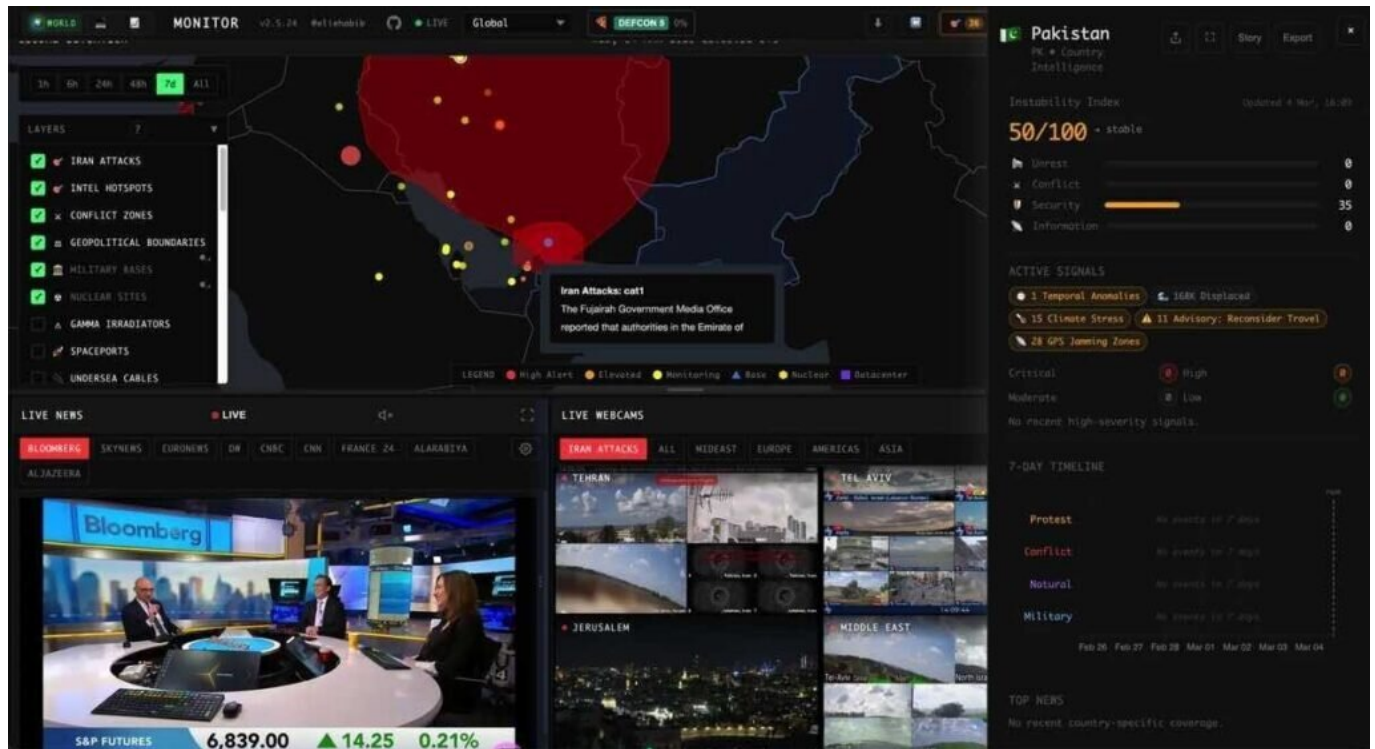 WORLD
MONITOR v2.5.24 @eliehabib LIVE Global DEFCON 5 0% 36
1h 6h 24h 48h 7d All
LAYERS ?
IRAN ATTACKS
INTEL HOTSPOTS
CONFLICT ZONES
GEOPOLITICAL BOUNDARIES
MILITARY BASES
NUCLEAR SITES
GAMMA IRRADIATORS
SPACEPORTS
UNDERSEA CABLES
Iran Attacks: cat1
The Fujairah Government Media Office
reported that authorities in the Emirate of
LEGEND High Alert Elevated Monitoring Base Nuclear Datacenter
LIVE NEWS LIVE
BLOOMBERG SKYNEWS EURONEWS DW CNBC CNN FRANCE 24 ALARABIYA
ALJAZEERA
Bloomberg
S&P FUTURES 6,839.00 14.25 0.21%
LIVE WEBCAMS
IRAN ATTACKS ALL MIDEAST EUROPE AMERICAS ASIA
TEHRAN
TEL AVIV
JERUSALEM
MIDDLE EAST
Pakistan
PK • Country
Intelligence
Story Export
Instability Index
50/100 → stable
Unrest 0
Conflict 0
Security 35
Information 0
ACTIVE SIGNALS
1 Temporal Anomalies 168K Displaced
15 Climate Stress 11 Advisory: Reconsider Travel
28 GPS Jamming Zones
Critical 0 High 0
Moderate 0 Low 0
No recent high-severity signals.
7-DAY TIMELINE
Protest No events in 7 days
Conflict No events in 7 days
Natural No events in 7 days
Military No events in 7 days
Feb 26 Feb 27 Feb 28 Mar 01 Mar 02 Mar 03 Mar 04
TOP NEWS
No recent country-specific coverage.